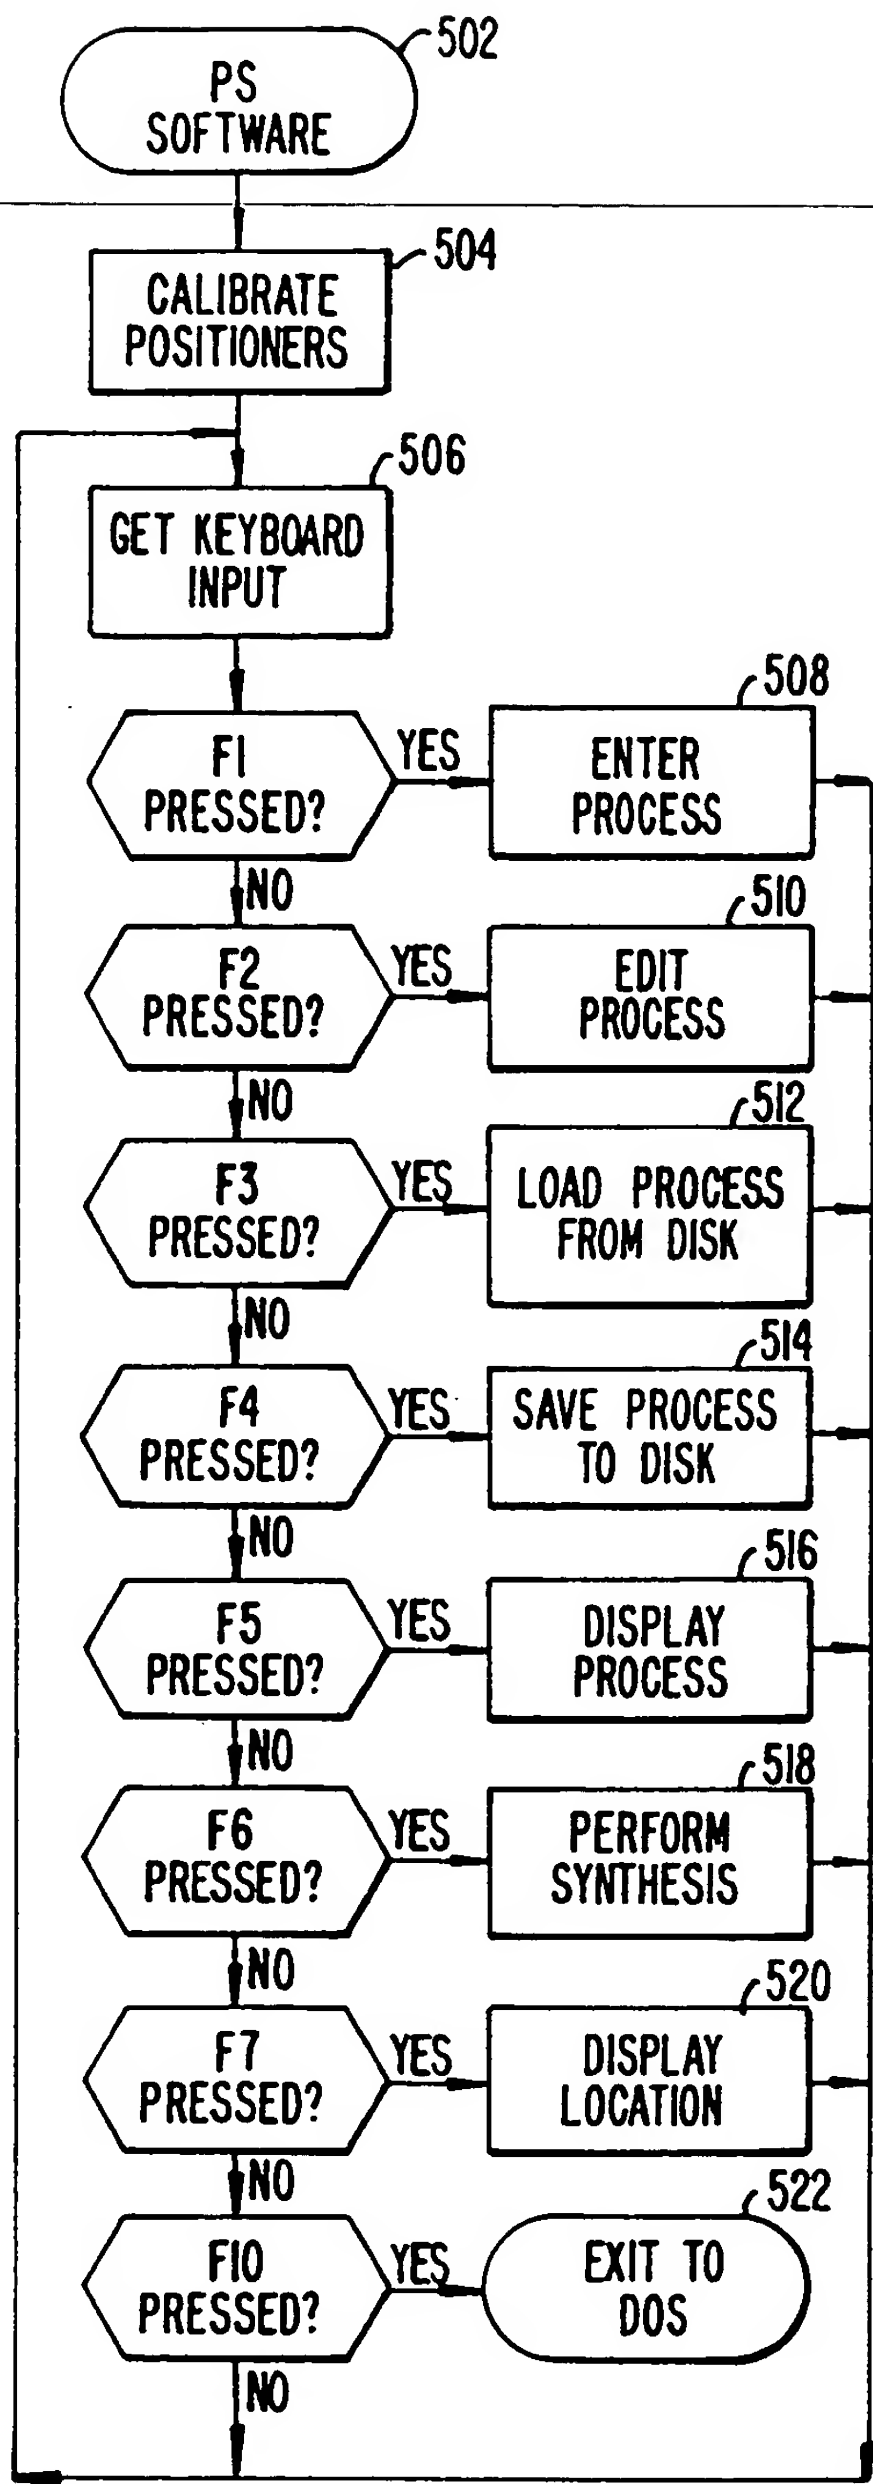 502
PS
SOFTWARE
504
CALIBRATE
POSITIONERS
506
GET KEYBOARD
INPUT
508
F1
PRESSED?
YES
ENTER
PROCESS
NO
510
F2
PRESSED?
YES
EDIT
PROCESS
NO
512
F3
PRESSED?
YES
LOAD PROCESS
FROM DISK
NO
514
F4
PRESSED?
YES
SAVE PROCESS
TO DISK
NO
516
F5
PRESSED?
YES
DISPLAY
PROCESS
NO
518
F6
PRESSED?
YES
PERFORM
SYNTHESIS
NO
520
F7
PRESSED?
YES
DISPLAY
LOCATION
NO
522
F10
PRESSED?
YES
EXIT TO
DOS
NO